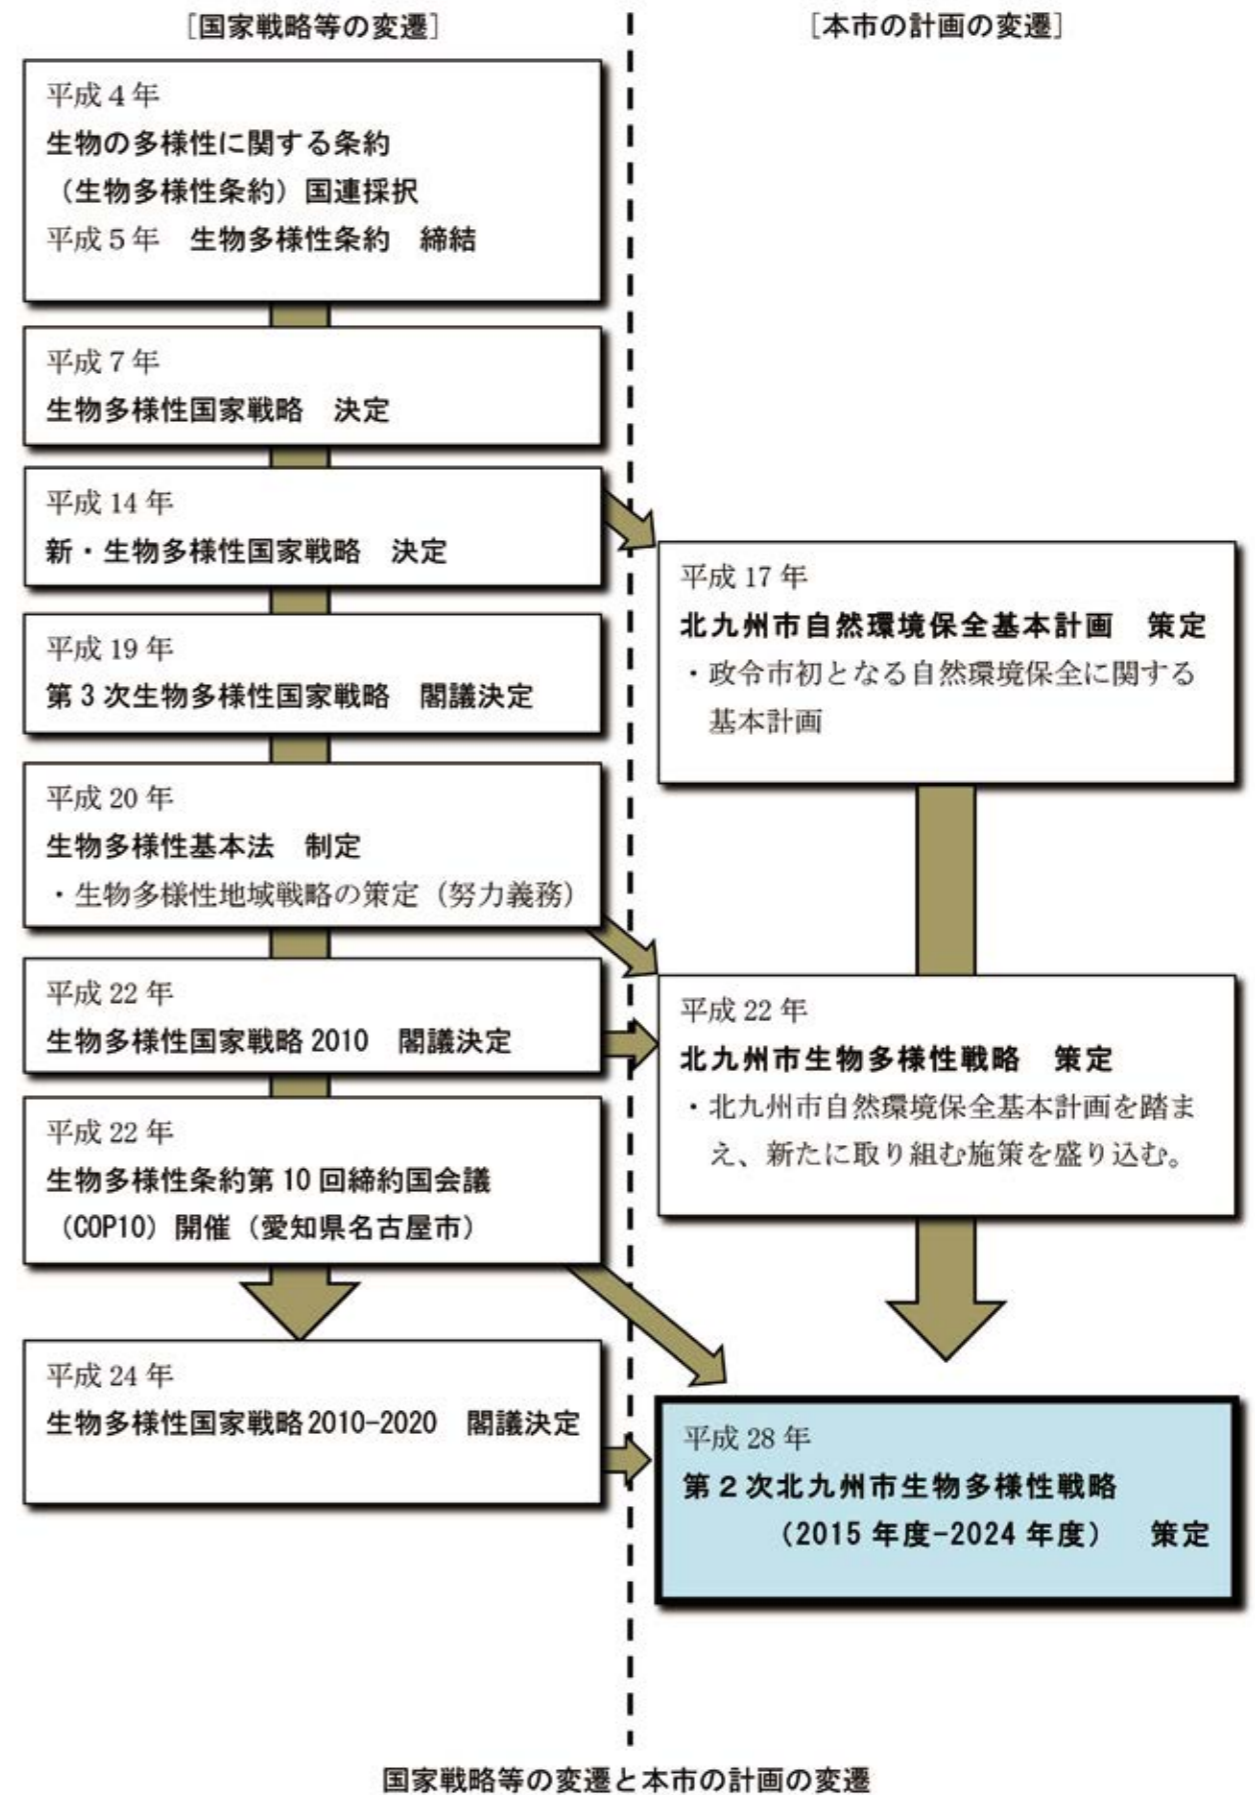 [国家戦略等の変遷]
平成4年
生物の多様性に関する条約
(生物多様性条約)国連採択
平成5年 生物多様性条約 締結
平成7年
生物多様性国家戦略 決定
平成14年
新・生物多様性国家戦略 決定
平成19年
第3次生物多様性国家戦略 閣議決定
平成20年
生物多様性基本法 制定
・生物多様性地域戦略の策定(努力義務)
平成22年
生物多様性国家戦略2010 閣議決定
平成22年
生物多様性条約第10回締約国会議
(COP10)開催(愛知県名古屋市)
平成24年
生物多様性国家戦略2010-2020 閣議決定
[本市の計画の変遷]
平成17年
北九州市自然環境保全基本計画 策定
・政令市初となる自然環境保全に関する
基本計画
平成22年
北九州市生物多様性戦略 策定
・北九州市自然環境保全基本計画を踏ま
え、新たに取り組む施策を盛り込む。
平成28年
第2次北九州市生物多様性戦略
(2015年度-2024年度) 策定
国家戦略等の変遷と本市の計画の変遷